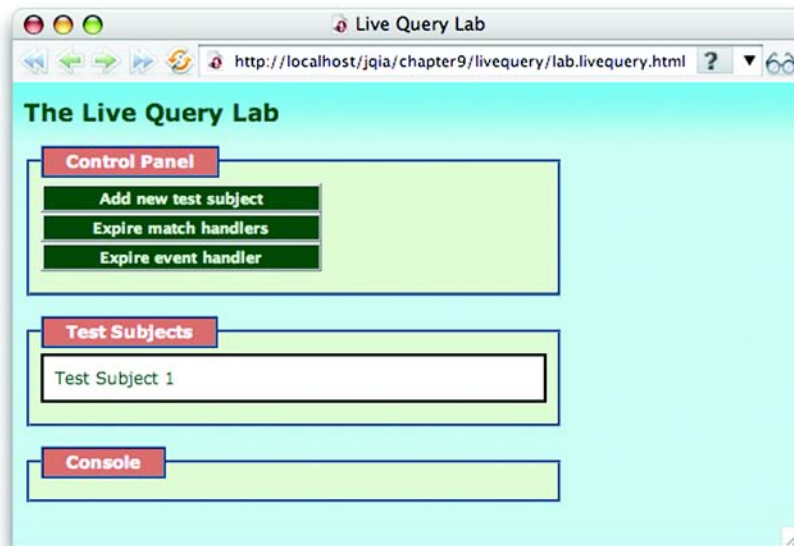 Live Query Lab
http://localhost/jqia/chapter9/livequery/lab.livequery.html ?
The Live Query Lab
Control Panel
Add new test subject
Expire match handlers
Expire event handler
Test Subjects
Test Subject 1
Console